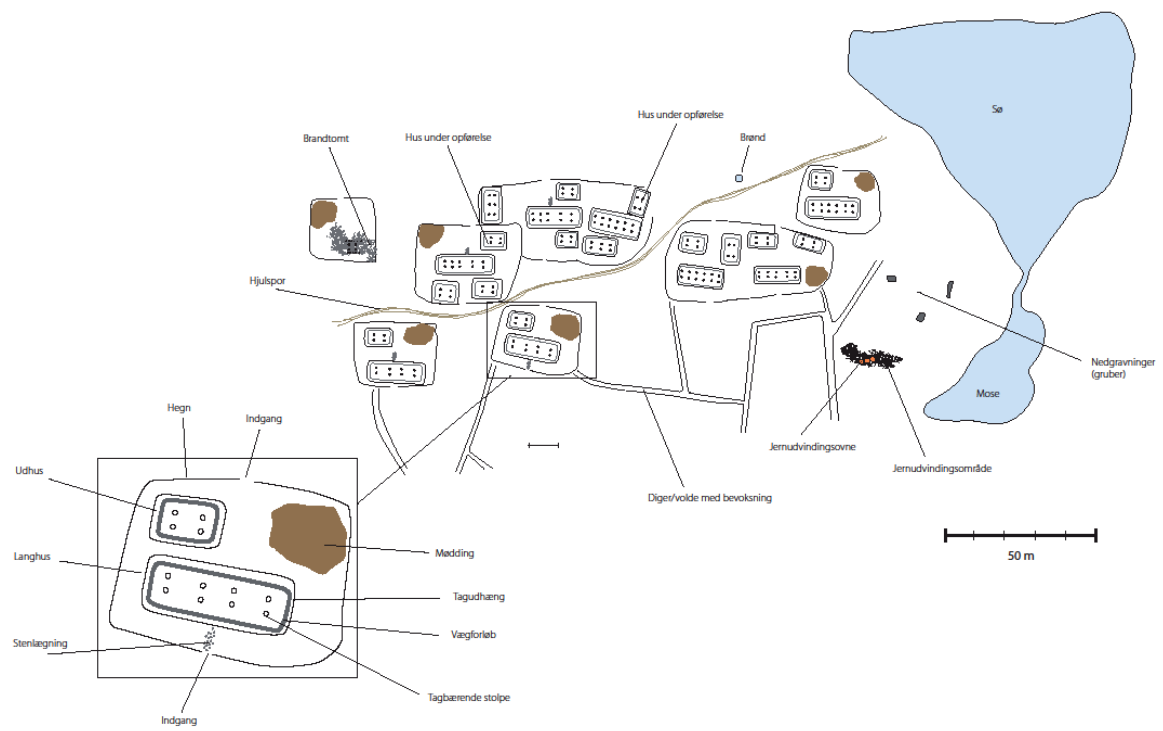 Sø
Hus under opførelse
Brandtomt
Hus under opførelse
Brønd
Hjulspor
Nedgravninger
(gruber)
Mose
Hegn
Indgang
Jernudvindingsovne
Jernudvindingsområde
Udhus
Diger/volde med bevoksning
Mødding
Langhus
50 m
Tagudhæng
Vægforløb
Stenlægning
Tagbærende stolpe
Indgang